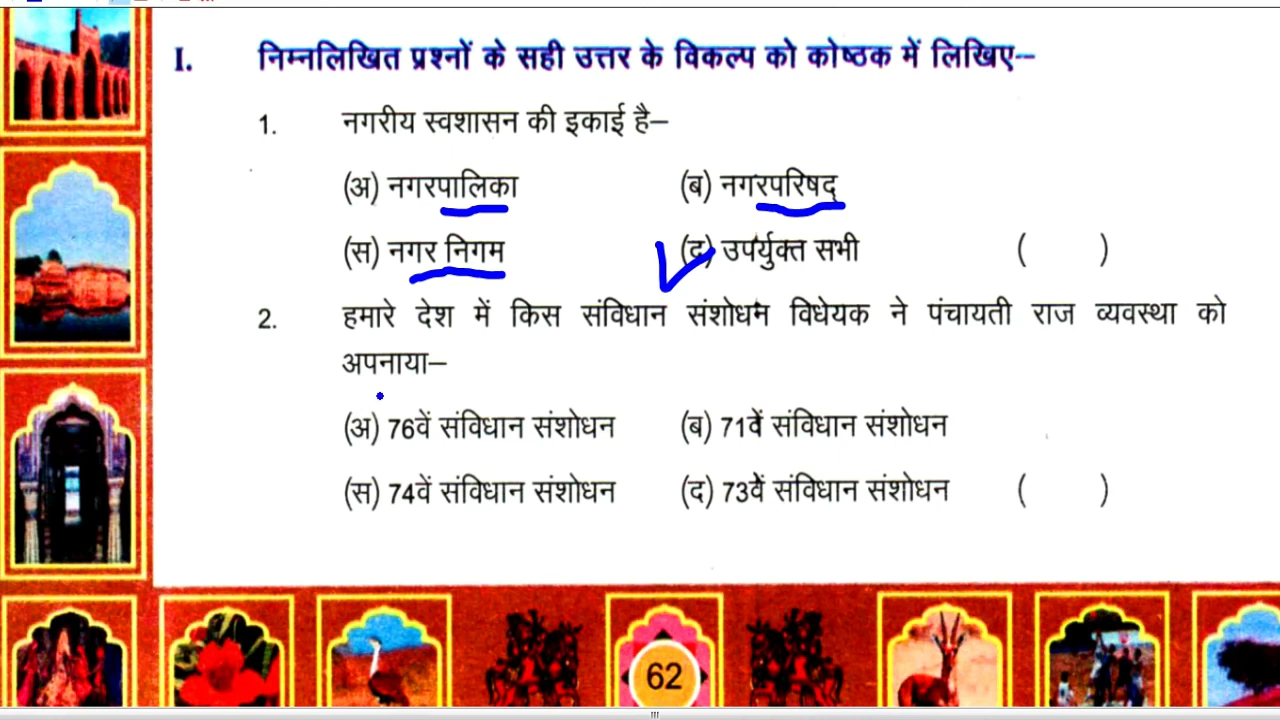 I. निम्नलिखित प्रश्नों के सही उत्तर के विकल्प को कोष्ठक में लिखिए–
1. नगरीय स्वशासन की इकाई है–
(अ) नगरपालिका (ब) नगरपरिषद्
(स) नगर निगम (द) उपर्युक्त सभी ( )
2. हमारे देश में किस संविधान संशोधन विधेयक ने पंचायती राज व्यवस्था को
अपनाया–
(अ) 76वें संविधान संशोधन (ब) 71वें संविधान संशोधन
(स) 74वें संविधान संशोधन (द) 73वें संविधान संशोधन ( )
62